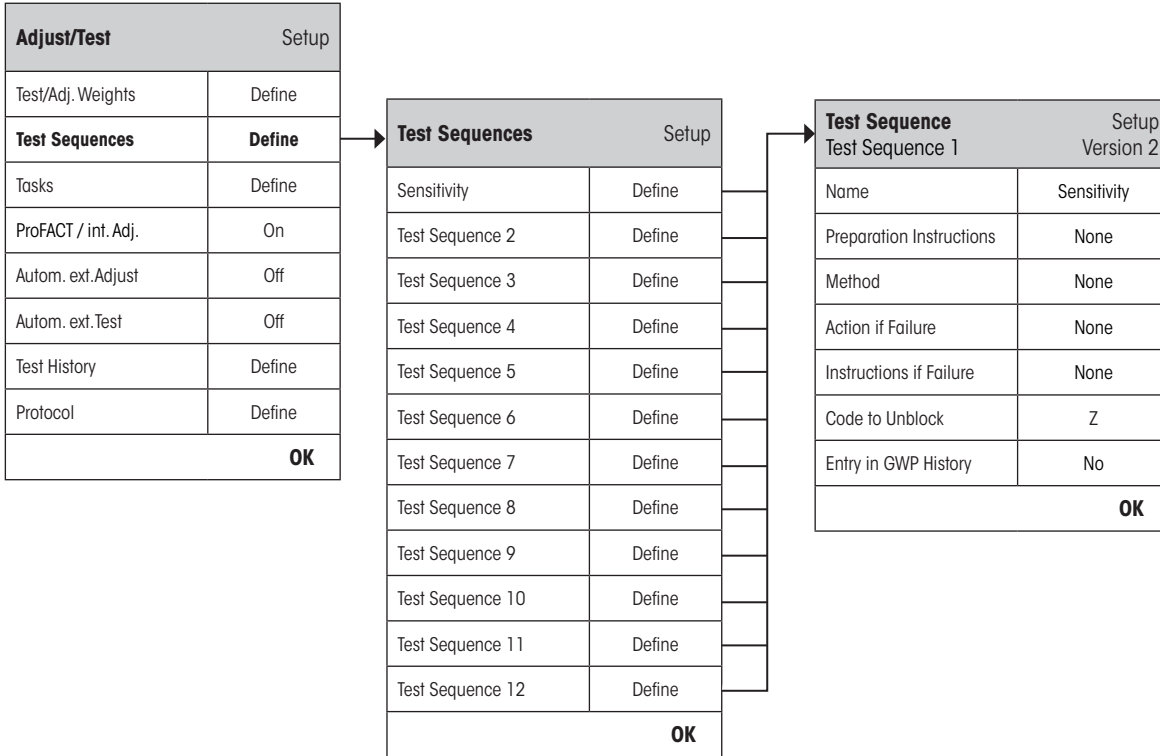 Adjust/Test Setup
Test/Adj. Weights Define
Test Sequences Define
Tasks Define
ProFACT / int. Adj. On
Autom. ext.Adjust Off
Autom. ext.Test Off
Test History Define
Protocol Define
OK
Test Sequences Setup
Sensitivity Define
Test Sequence 2 Define
Test Sequence 3 Define
Test Sequence 4 Define
Test Sequence 5 Define
Test Sequence 6 Define
Test Sequence 7 Define
Test Sequence 8 Define
Test Sequence 9 Define
Test Sequence 10 Define
Test Sequence 11 Define
Test Sequence 12 Define
OK
Test Sequence Setup
Test Sequence 1 Version 2
Name Sensitivity
Preparation Instructions None
Method None
Action if Failure None
Instructions if Failure None
Code to Unblock Z
Entry in GWP History No
OK